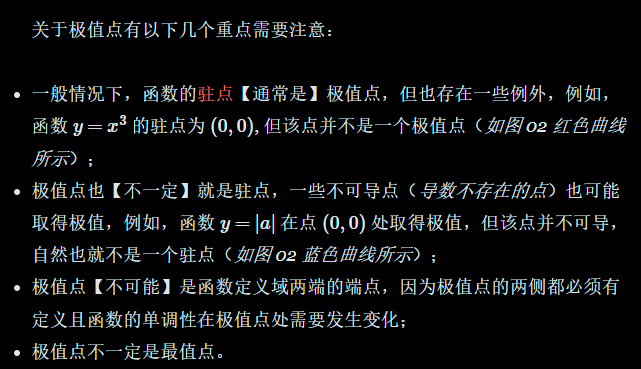 关于极值点有以下几个重点需要注意：
• 一般情况下，函数的驻点【通常是】极值点，但也存在一些例外，例如，
函数 y = x³ 的驻点为 (0, 0), 但该点并不是一个极值点（如图 02 红色曲线
所示）；
• 极值点也【不一定】就是驻点，一些不可导点（导数不存在的点）也可能
取得极值，例如，函数 y = |a| 在点 (0, 0) 处取得极值，但该点并不可导，
自然也就不是一个驻点（如图 02 蓝色曲线所示）；
• 极值点【不可能】是函数定义域两端的端点，因为极值点的两侧都必须有
定义且函数的单调性在极值点处需要发生变化；
• 极值点不一定是最值点。